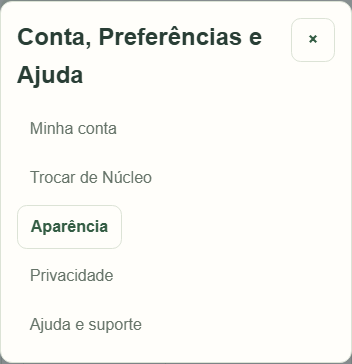 Conta, Preferências e
Ajuda
×
Minha conta
Trocar de Núcleo
Aparência
Privacidade
Ajuda e suporte